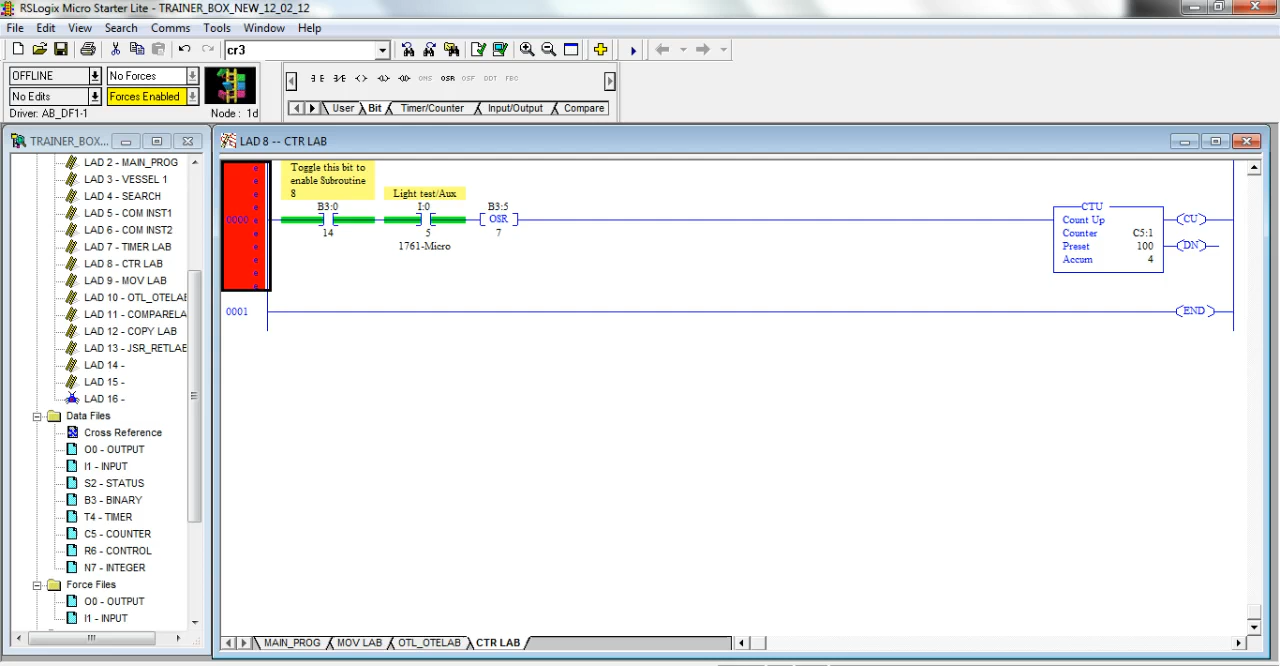 RSLogix Micro Starter Lite - TRAINER_BOX_NEW_12_02_12
File Edit View Search Comms Tools Window Help
cr3
OFFLINE No Forces
No Edits Forces Enabled
Driver: AB_DF1-1 Node : 1d
ONS OSR OSF DDT FBC
User Bit Timer/Counter Input/Output Compare
TRAINER_BOX...
LAD 2 - MAIN_PROG
LAD 3 - VESSEL 1
LAD 4 - SEARCH
LAD 5 - COM INST1
LAD 6 - COM INST2
LAD 7 - TIMER LAB
LAD 8 - CTR LAB
LAD 9 - MOV LAB
LAD 10 - OTL_OTELAB
LAD 11 - COMPARELA
LAD 12 - COPY LAB
LAD 13 - JSR_RETLAB
LAD 14 -
LAD 15 -
LAD 16 -
Data Files
Cross Reference
O0 - OUTPUT
I1 - INPUT
S2 - STATUS
B3 - BINARY
T4 - TIMER
C5 - COUNTER
R6 - CONTROL
N7 - INTEGER
Force Files
O0 - OUTPUT
I1 - INPUT
LAD 8 -- CTR LAB
Toggle this bit to
enable Subroutine
8
B3:0
14
Light test/Aux
I:0
5
1761-Micro
B3:5
OSR
7
0000
e
e
e
e
e
e
e
e
e
e
CTU
Count Up
Counter C5:1
Preset 100
Accum 4
CU
DN
0001
END
MAIN_PROG MOV LAB OTL_OTELAB CTR LAB